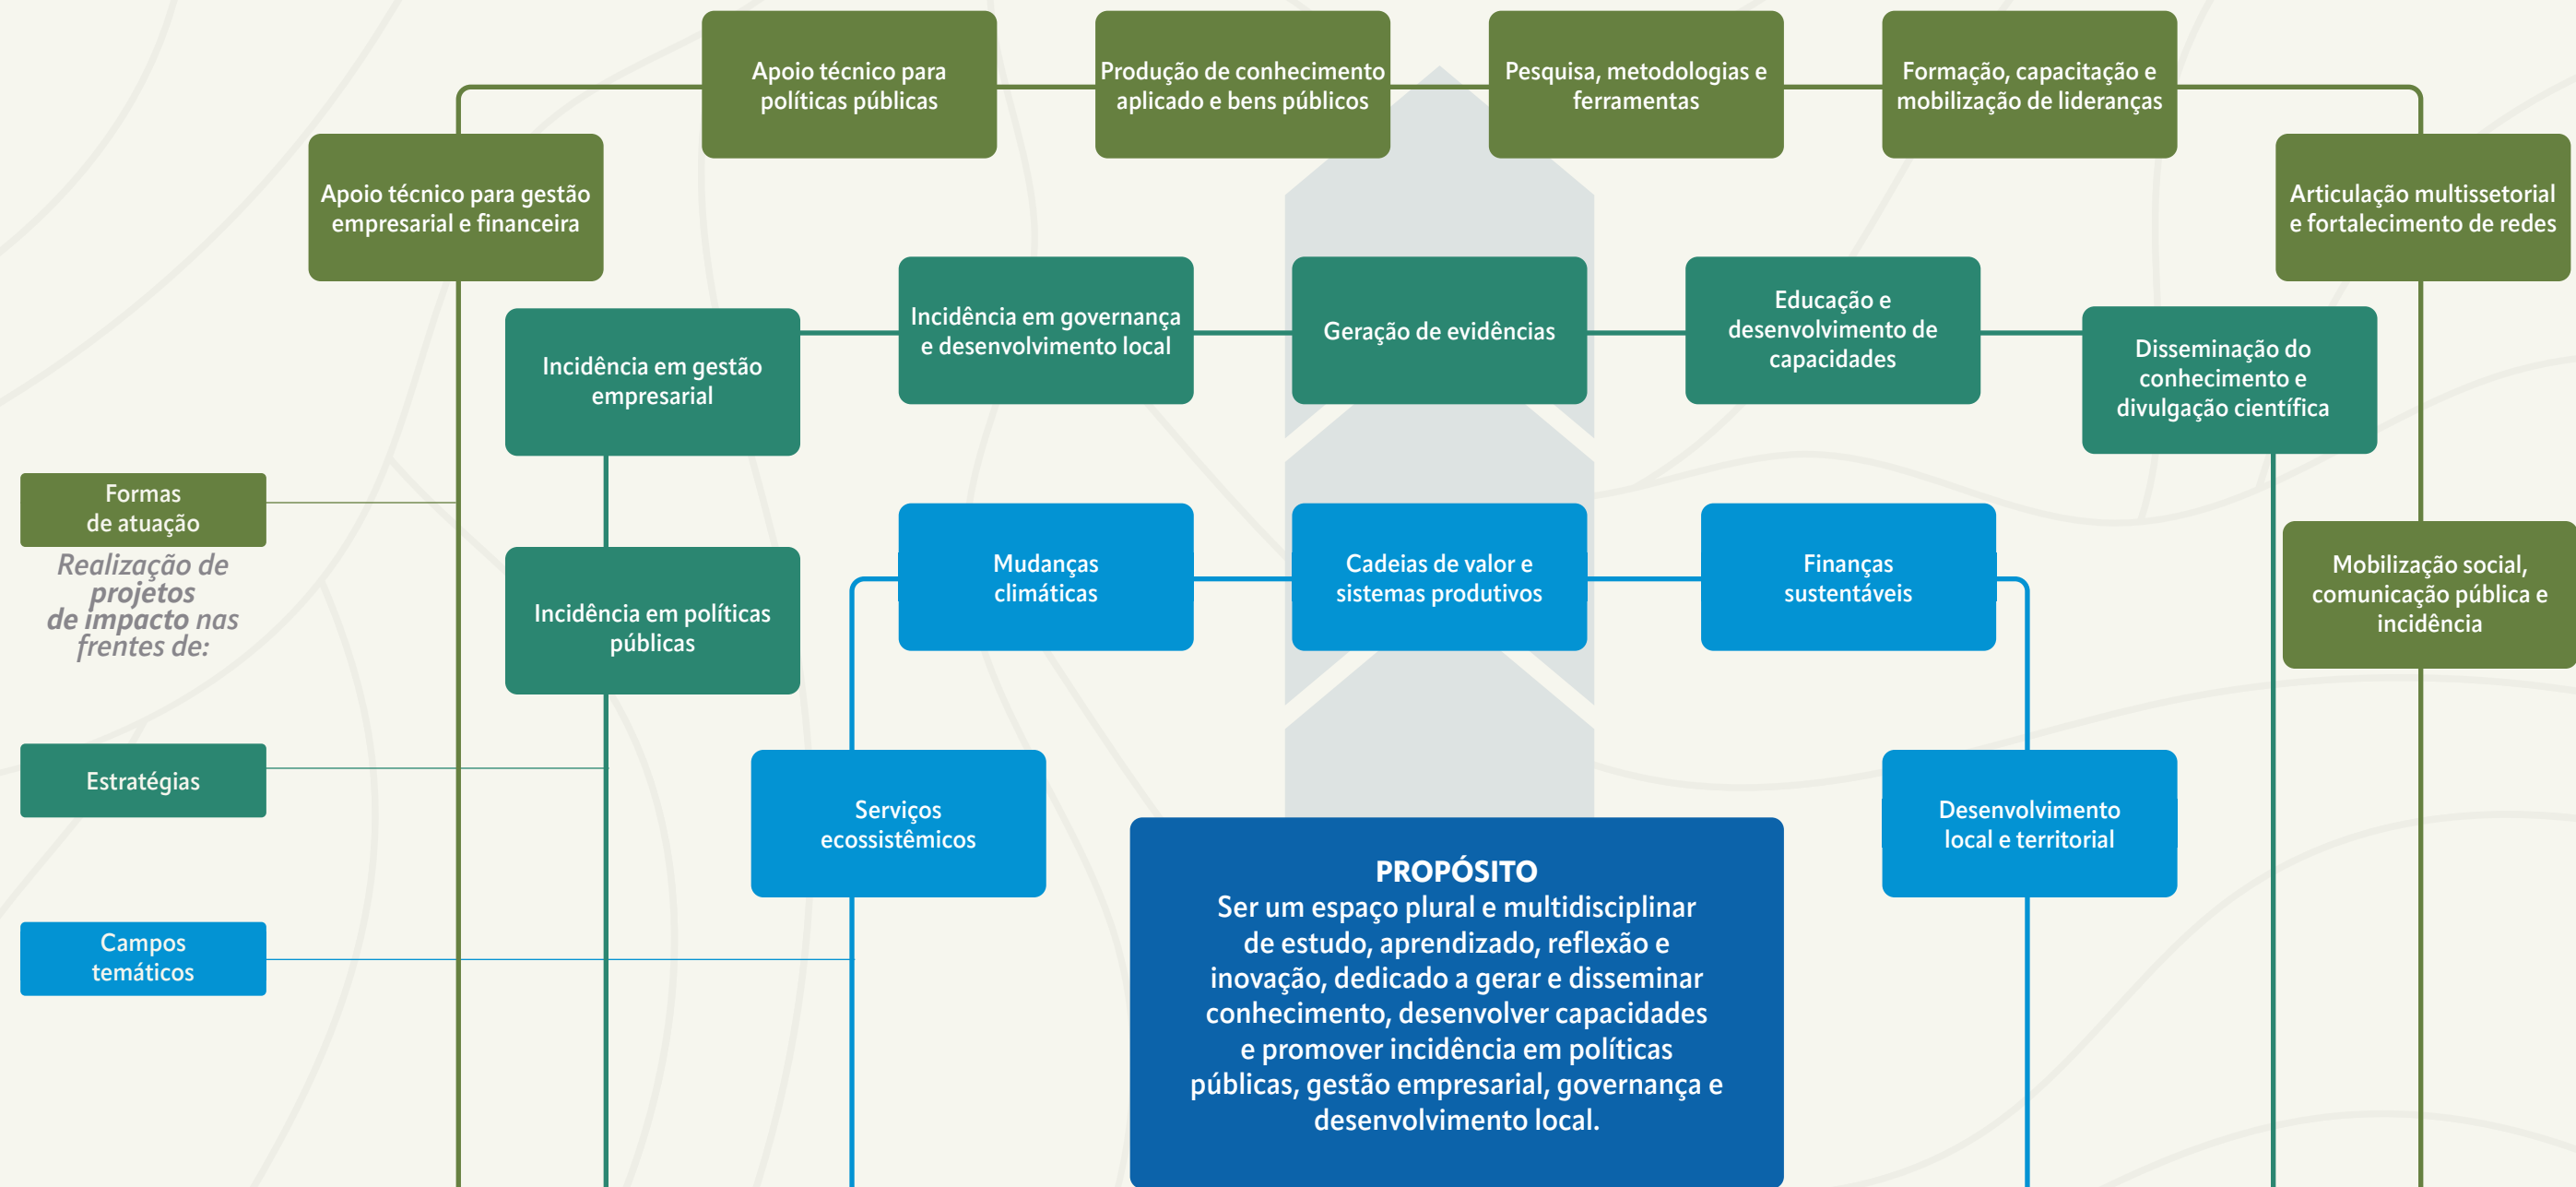 Apoio técnico para
políticas públicas
Produção de conhecimento
aplicado e bens públicos
Pesquisa, metodologias e
ferramentas
Formação, capacitação e
mobilização de lideranças
Apoio técnico para gestão
empresarial e financeira
Articulação multissetorial
e fortalecimento de redes
Incidência em gestão
empresarial
Incidência em governança
e desenvolvimento local
Geração de evidências
Educação e
desenvolvimento de
capacidades
Disseminação do
conhecimento e
divulgação científica
Formas
de atuação
Realização de
projetos
de impacto nas
frentes de:
Incidência em políticas
públicas
Mudanças
climáticas
Cadeias de valor e
sistemas produtivos
Finanças
sustentáveis
Mobilização social,
comunicação pública e
incidência
Estratégias
Serviços
ecossistêmicos
Desenvolvimento
local e territorial
Campos
temáticos
PROPÓSITO
Ser um espaço plural e multidisciplinar
de estudo, aprendizado, reflexão e
inovação, dedicado a gerar e disseminar
conhecimento, desenvolver capacidades
e promover incidência em políticas
públicas, gestão empresarial, governança e
desenvolvimento local.